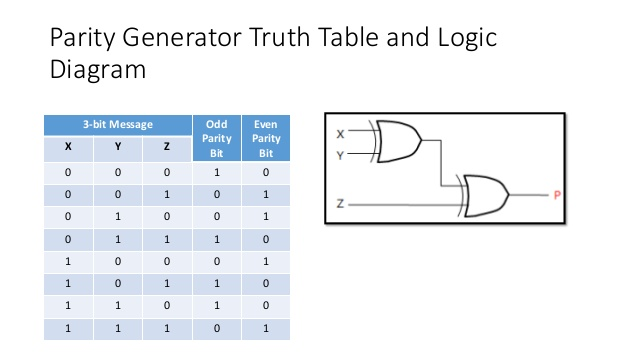 Parity Generator Truth Table and Logic
Diagram
3-bit Message Odd Parity Bit Even Parity Bit
X Y Z
0 0 0 1 0
0 0 1 0 1
0 1 0 0 1
0 1 1 1 0
1 0 0 0 1
1 0 1 1 0
1 1 0 1 0
1 1 1 0 1
X
Y
Z
P